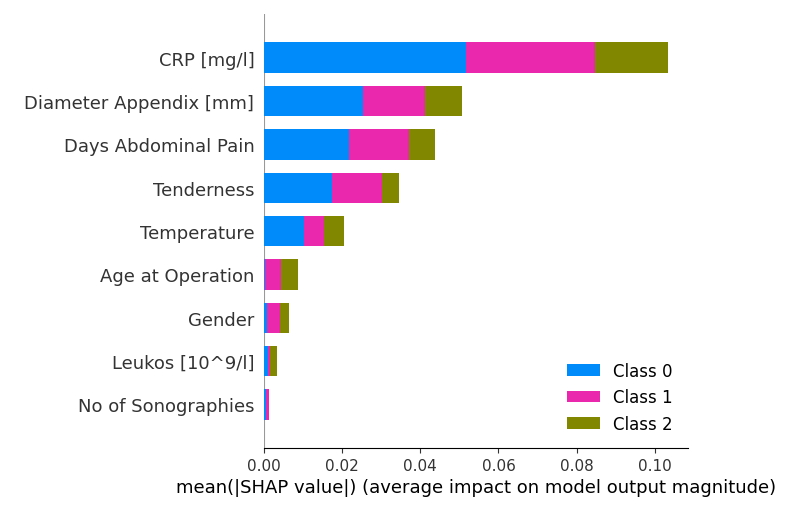 CRP [mg/l]
Diameter Appendix [mm]
Days Abdominal Pain
Tenderness
Temperature
Age at Operation
Gender
Leukos [10^9/l]
No of Sonographies
Class 0
Class 1
Class 2
0.00 0.02 0.04 0.06 0.08 0.10
mean(|SHAP value|) (average impact on model output magnitude)